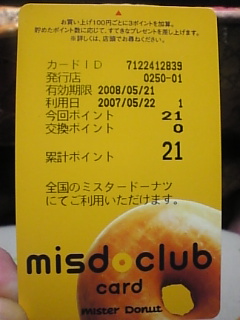 お買い上げ100円ごとに3ポイントを加算。
貯めたポイント数に応じて、すてきなプレゼントを差し上げます。
※詳しくは、店頭でお尋ねください。
カードID 7122412839
発行店 0250-01
有効期限 2008/05/21
利用日 2007/05/22 1
今回ポイント 21
交換ポイント 0
累計ポイント 21
全国のミスタードーナツ
にてご利用いただけます。
misdoclub
card
Mister Donut